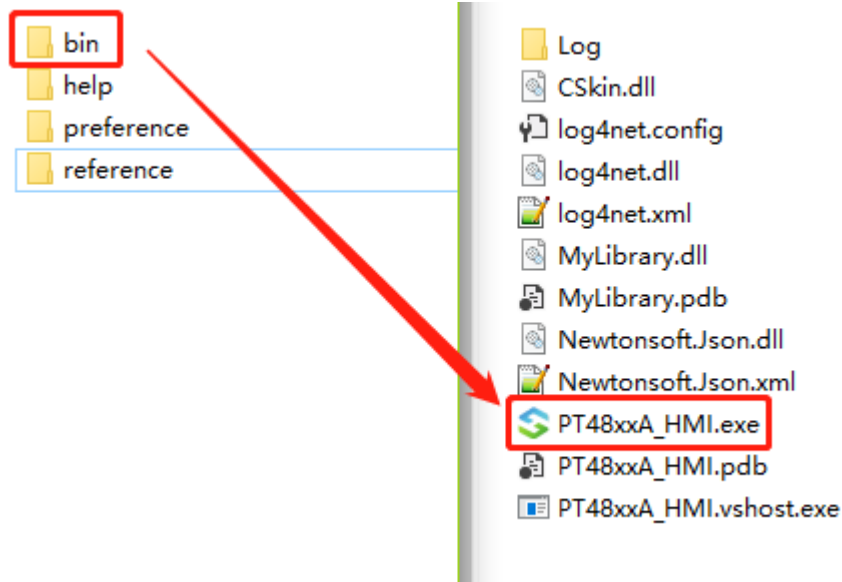 bin
help
preference
reference
Log
CSkin.dll
log4net.config
log4net.dll
log4net.xml
MyLibrary.dll
MyLibrary.pdb
Newtonsoft.Json.dll
Newtonsoft.Json.xml
PT48xxA_HMI.exe
PT48xxA_HMI.pdb
PT48xxA_HMI.vshost.exe